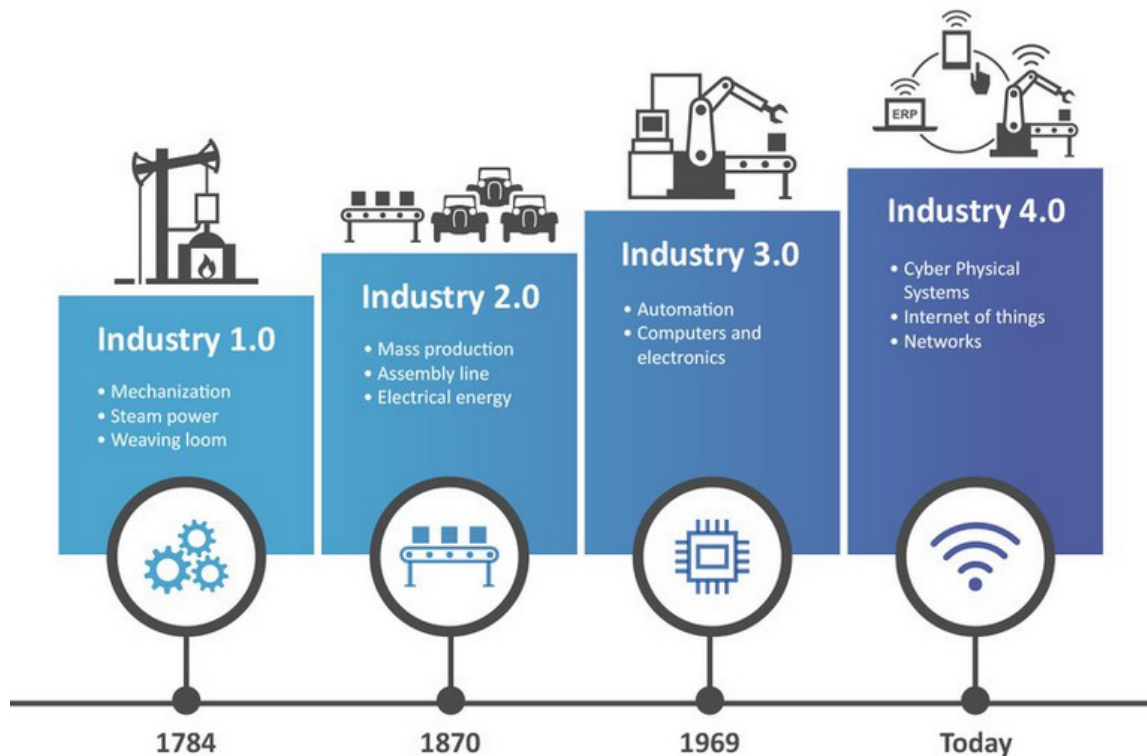 ERP
Industry 1.0
• Mechanization
• Steam power
• Weaving loom
Industry 2.0
• Mass production
• Assembly line
• Electrical energy
Industry 3.0
• Automation
• Computers and
electronics
Industry 4.0
• Cyber Physical
Systems
• Internet of things
• Networks
1784
1870
1969
Today